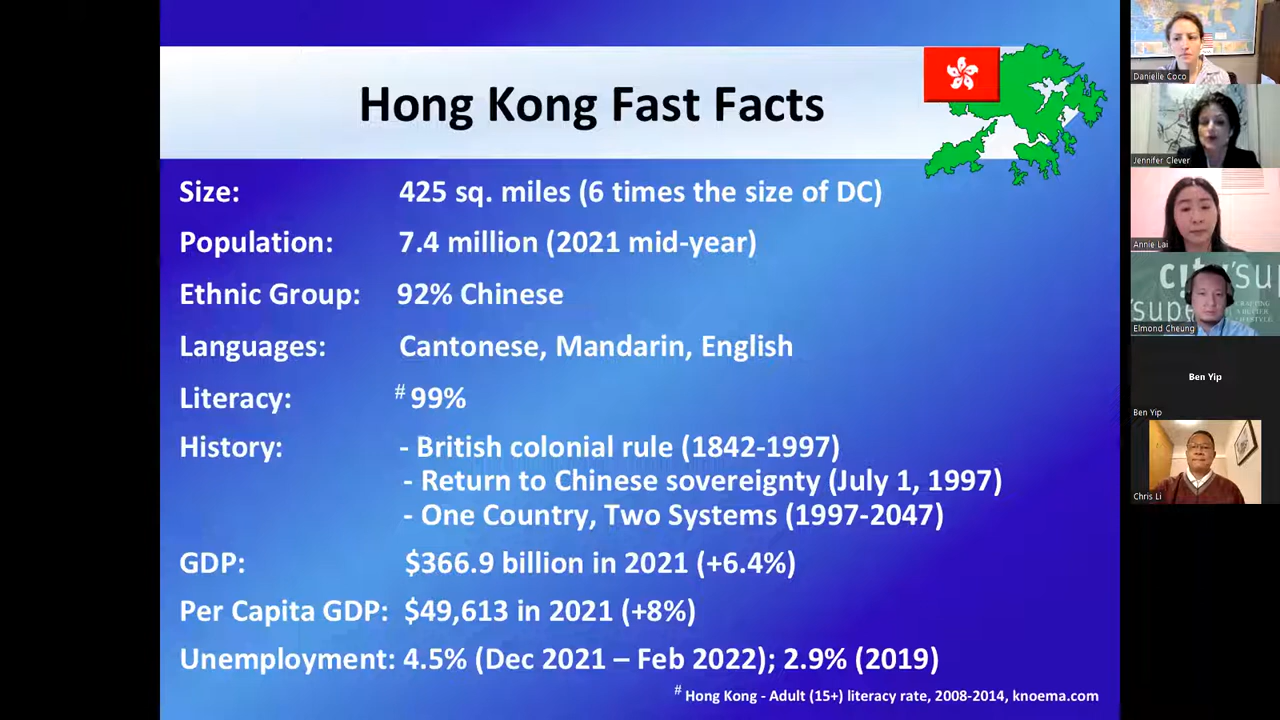 Hong Kong Fast Facts
Size: 425 sq. miles (6 times the size of DC)
Population: 7.4 million (2021 mid-year)
Ethnic Group: 92% Chinese
Languages: Cantonese, Mandarin, English
Literacy: # 99%
History: - British colonial rule (1842-1997)
- Return to Chinese sovereignty (July 1, 1997)
- One Country, Two Systems (1997-2047)
GDP: $366.9 billion in 2021 (+6.4%)
Per Capita GDP: $49,613 in 2021 (+8%)
Unemployment: 4.5% (Dec 2021 – Feb 2022); 2.9% (2019)
# Hong Kong - Adult (15+) literacy rate, 2008-2014, knoema.com
Danielle Coco
Jennifer Clever
Annie Lai
city'su
'supe
Elmond Cheung
Ben Yip
Ben Yip
Chris Li